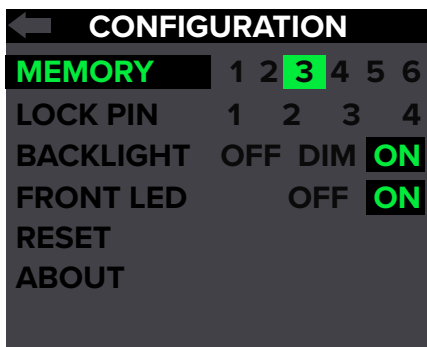 CONFIGURATION
MEMORY 1 2 3 4 5 6
LOCK PIN 1 2 3 4
BACKLIGHT OFF DIM ON
FRONT LED OFF ON
RESET
ABOUT